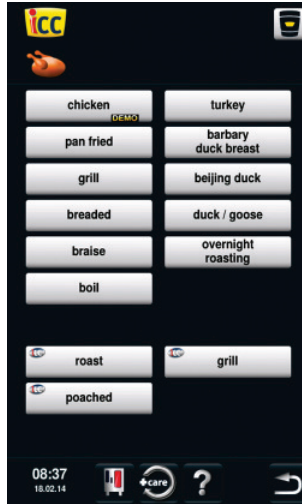 icc
chicken
DEMO
turkey
pan fried
barbary
duck breast
grill
beijing duck
breaded
duck / goose
braise
overnight
roasting
boil
roast
grill
poached
08:37
18.02.14
+care
?